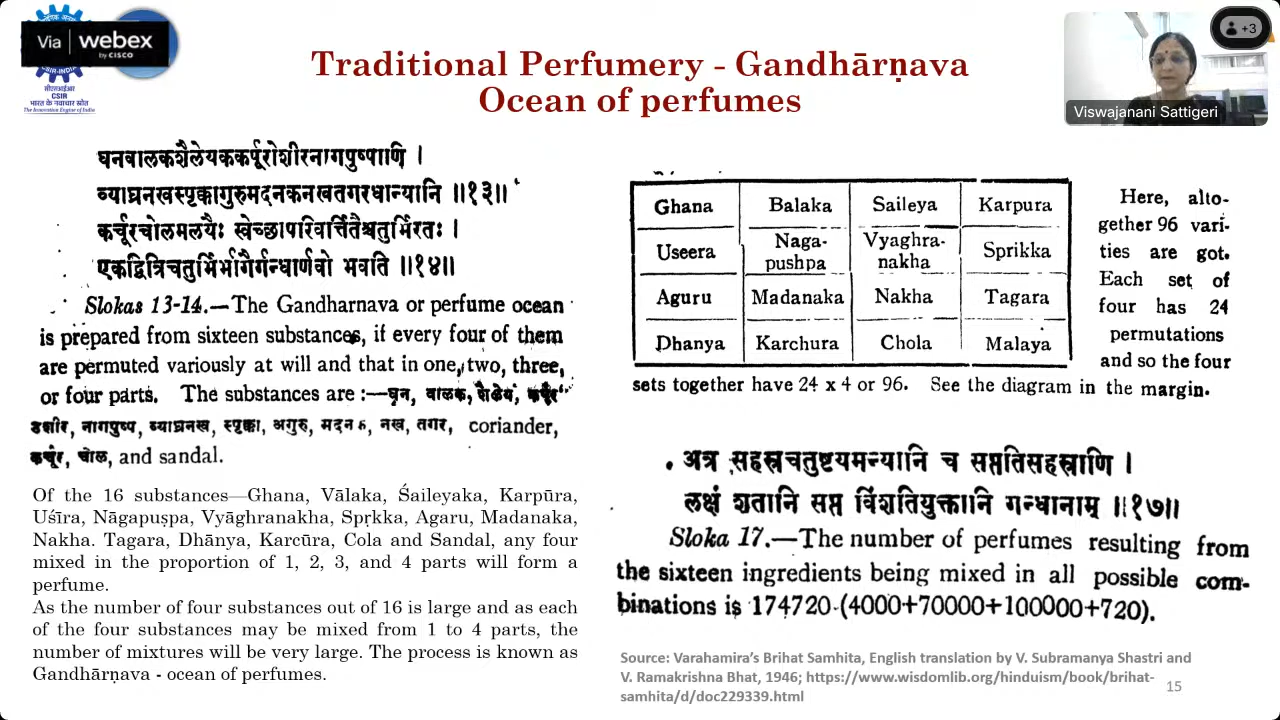 Via webex
by CISCO
सीएसआईआर
CSIR
भारत के नवाचार स्रोत
The Innovation Engine of India
Traditional Perfumery - Gandhārṇava
Ocean of perfumes
+3
Viswajanani Sattigeri
घनवालकशैलेयककर्पूरोशीरनागपुष्पाणि ।
व्याघ्रनखस्पृक्कागुरुमदनकनखतगरधान्यानि ॥१३॥
कर्चूरचोलमलयैः स्वेच्छापरिवर्त्तितैश्चतुर्भिरतः ।
एकद्वित्रिचतुर्भिर्भागैर्गन्धार्णवो भवति ॥१४॥
Slokas 13-14.—The Gandharnava or perfume ocean
is prepared from sixteen substances, if every four of them
are permuted variously at will and that in one, two, three,
or four parts. The substances are :—घन, वालक, शैलेय, कर्पूर
उशीर, नागपुष्प, व्याघ्रनख, स्पृक्का, अगुरु, मदनक, नख, तगर, coriander,
कर्चूर, चोल, and sandal.
Of the 16 substances—Ghana, Vālaka, Śaileyaka, Karpūra,
Uśīra, Nāgapuṣpa, Vyāghranakha, Spṛkka, Agaru, Madanaka,
Nakha. Tagara, Dhānya, Karcūra, Cola and Sandal, any four
mixed in the proportion of 1, 2, 3, and 4 parts will form a
perfume.
As the number of four substances out of 16 is large and as each
of the four substances may be mixed from 1 to 4 parts, the
number of mixtures will be very large. The process is known as
Gandhārṇava - ocean of perfumes.
Ghana Balaka Saileya Karpura
Useera Naga-pushpa Vyaghra-nakha Sprikka
Aguru Madanaka Nakha Tagara
Dhanya Karchura Chola Malaya
Here, alto-
gether 96 vari-
ties are got.
Each set of
four has 24
permutations
and so the four
sets together have 24 x 4 or 96. See the diagram in the margin.
अत्र सहस्रचतुष्टयमन्यानि च सप्ततिसहस्राणि ।
लक्षं शतानि सप्त विंशतियुक्तानि गन्धानाम् ॥१७॥
Sloka 17.—The number of perfumes resulting from
the sixteen ingredients being mixed in all possible com-
binations is 174720 (4000+70000+100000+720).
Source: Varahamira's Brihat Samhita, English translation by V. Subramanya Shastri and
V. Ramakrishna Bhat, 1946; https://www.wisdomlib.org/hinduism/book/brihat-
samhita/d/doc229339.html
15